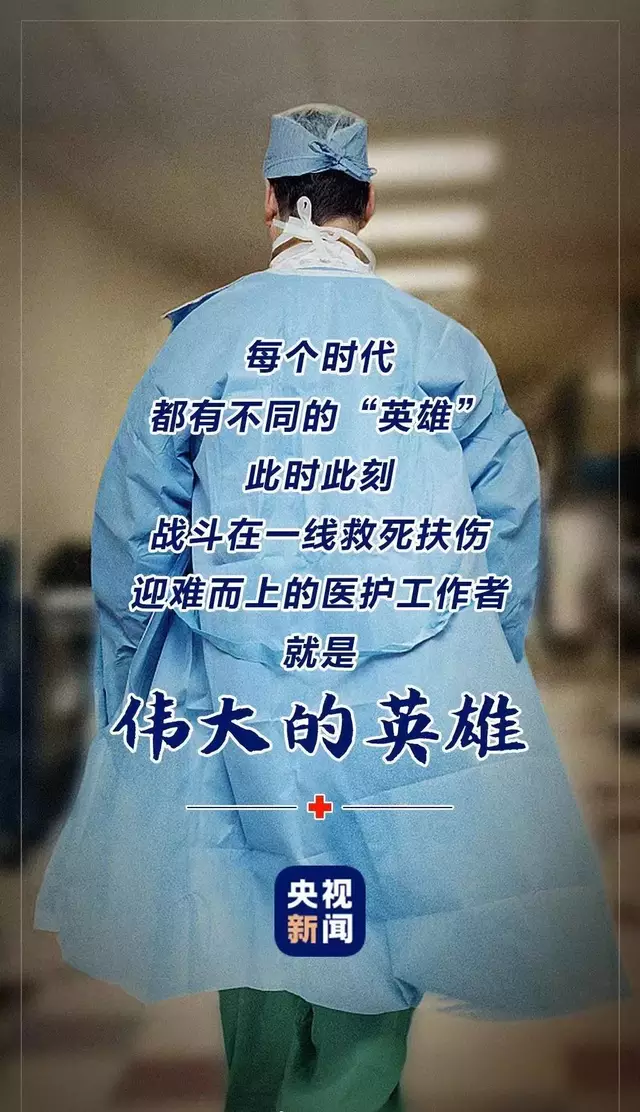 每个时代
都有不同的“英雄”
此时此刻
战斗在一线救死扶伤
迎难而上的医护工作者
就是
伟大的英雄
央视
新闻